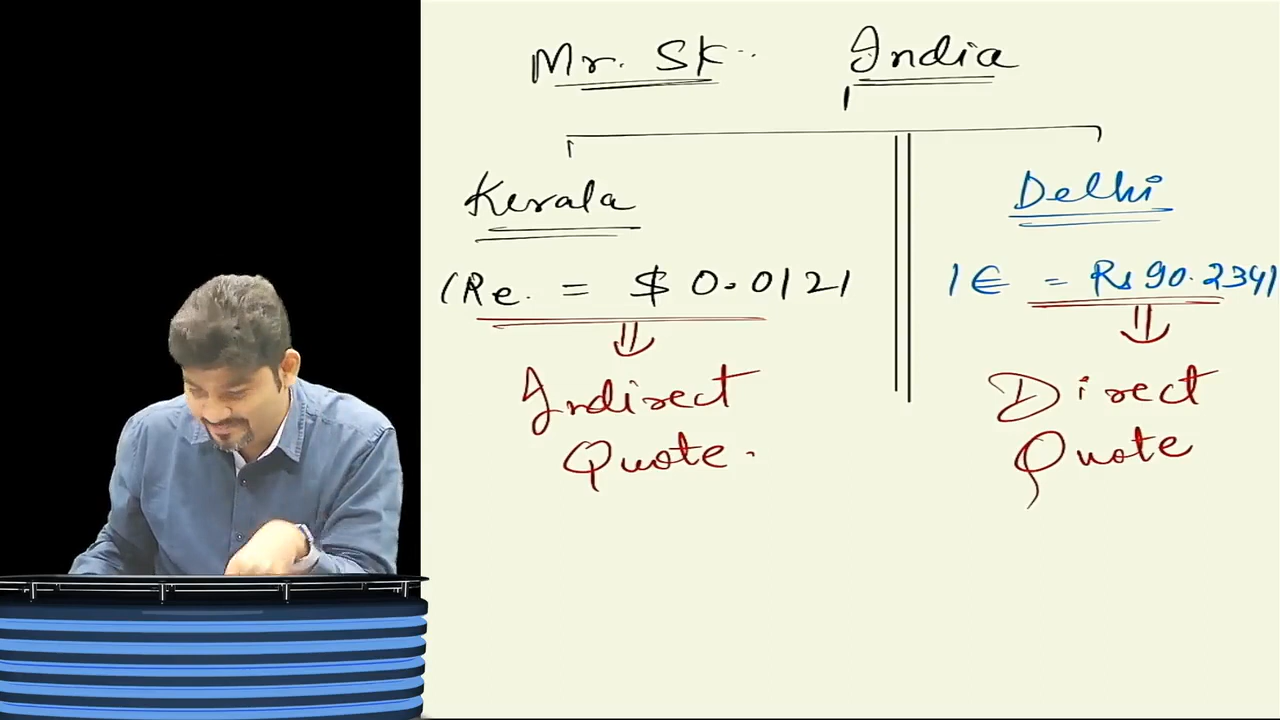 Mr. SK.. India
Kerala
1 Re. = $ 0.0121
Indirect
Quote.
Delhi
1 € = Rs 90.2341
Direct
Quote